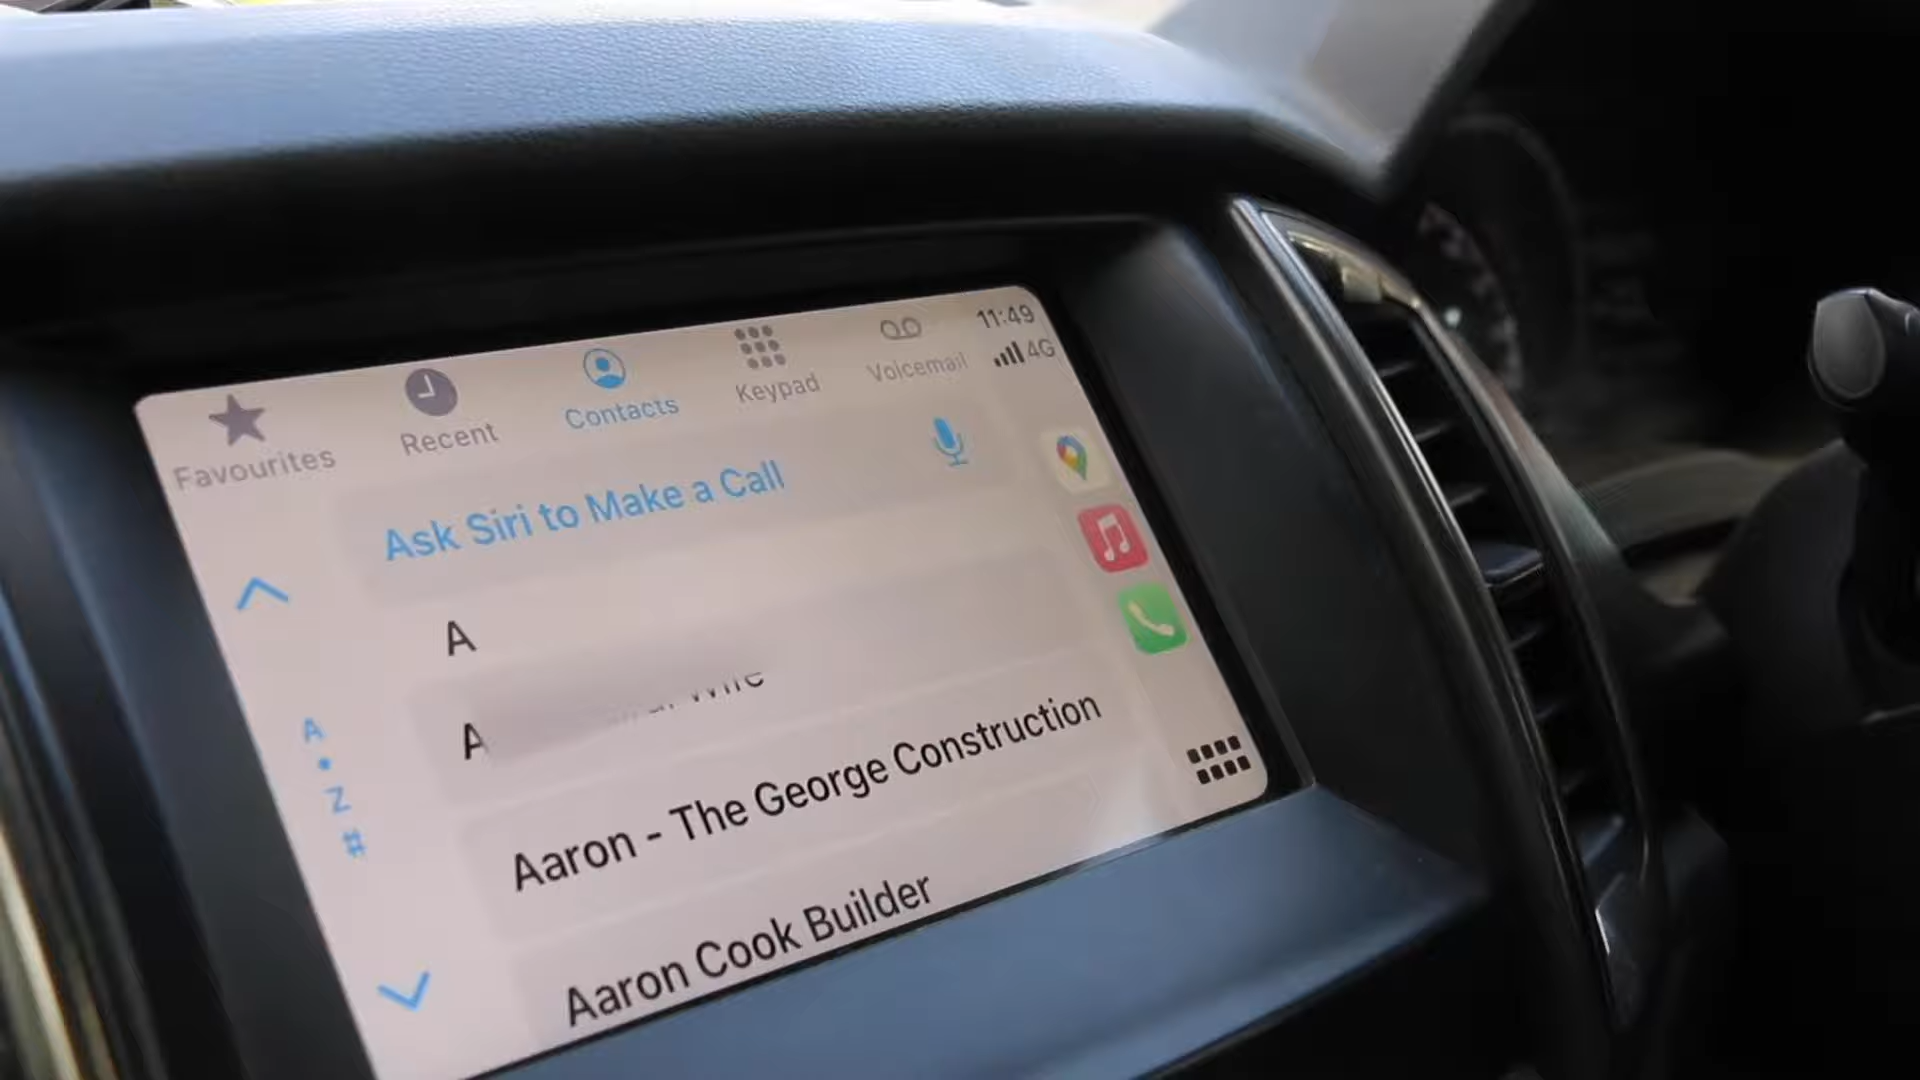 Favourites
Recent
Contacts
Keypad
Voicemail
11:49
4G
Ask Siri to Make a Call
A
A
Aaron - The George Construction
Aaron Cook Builder
A
•
Z
#